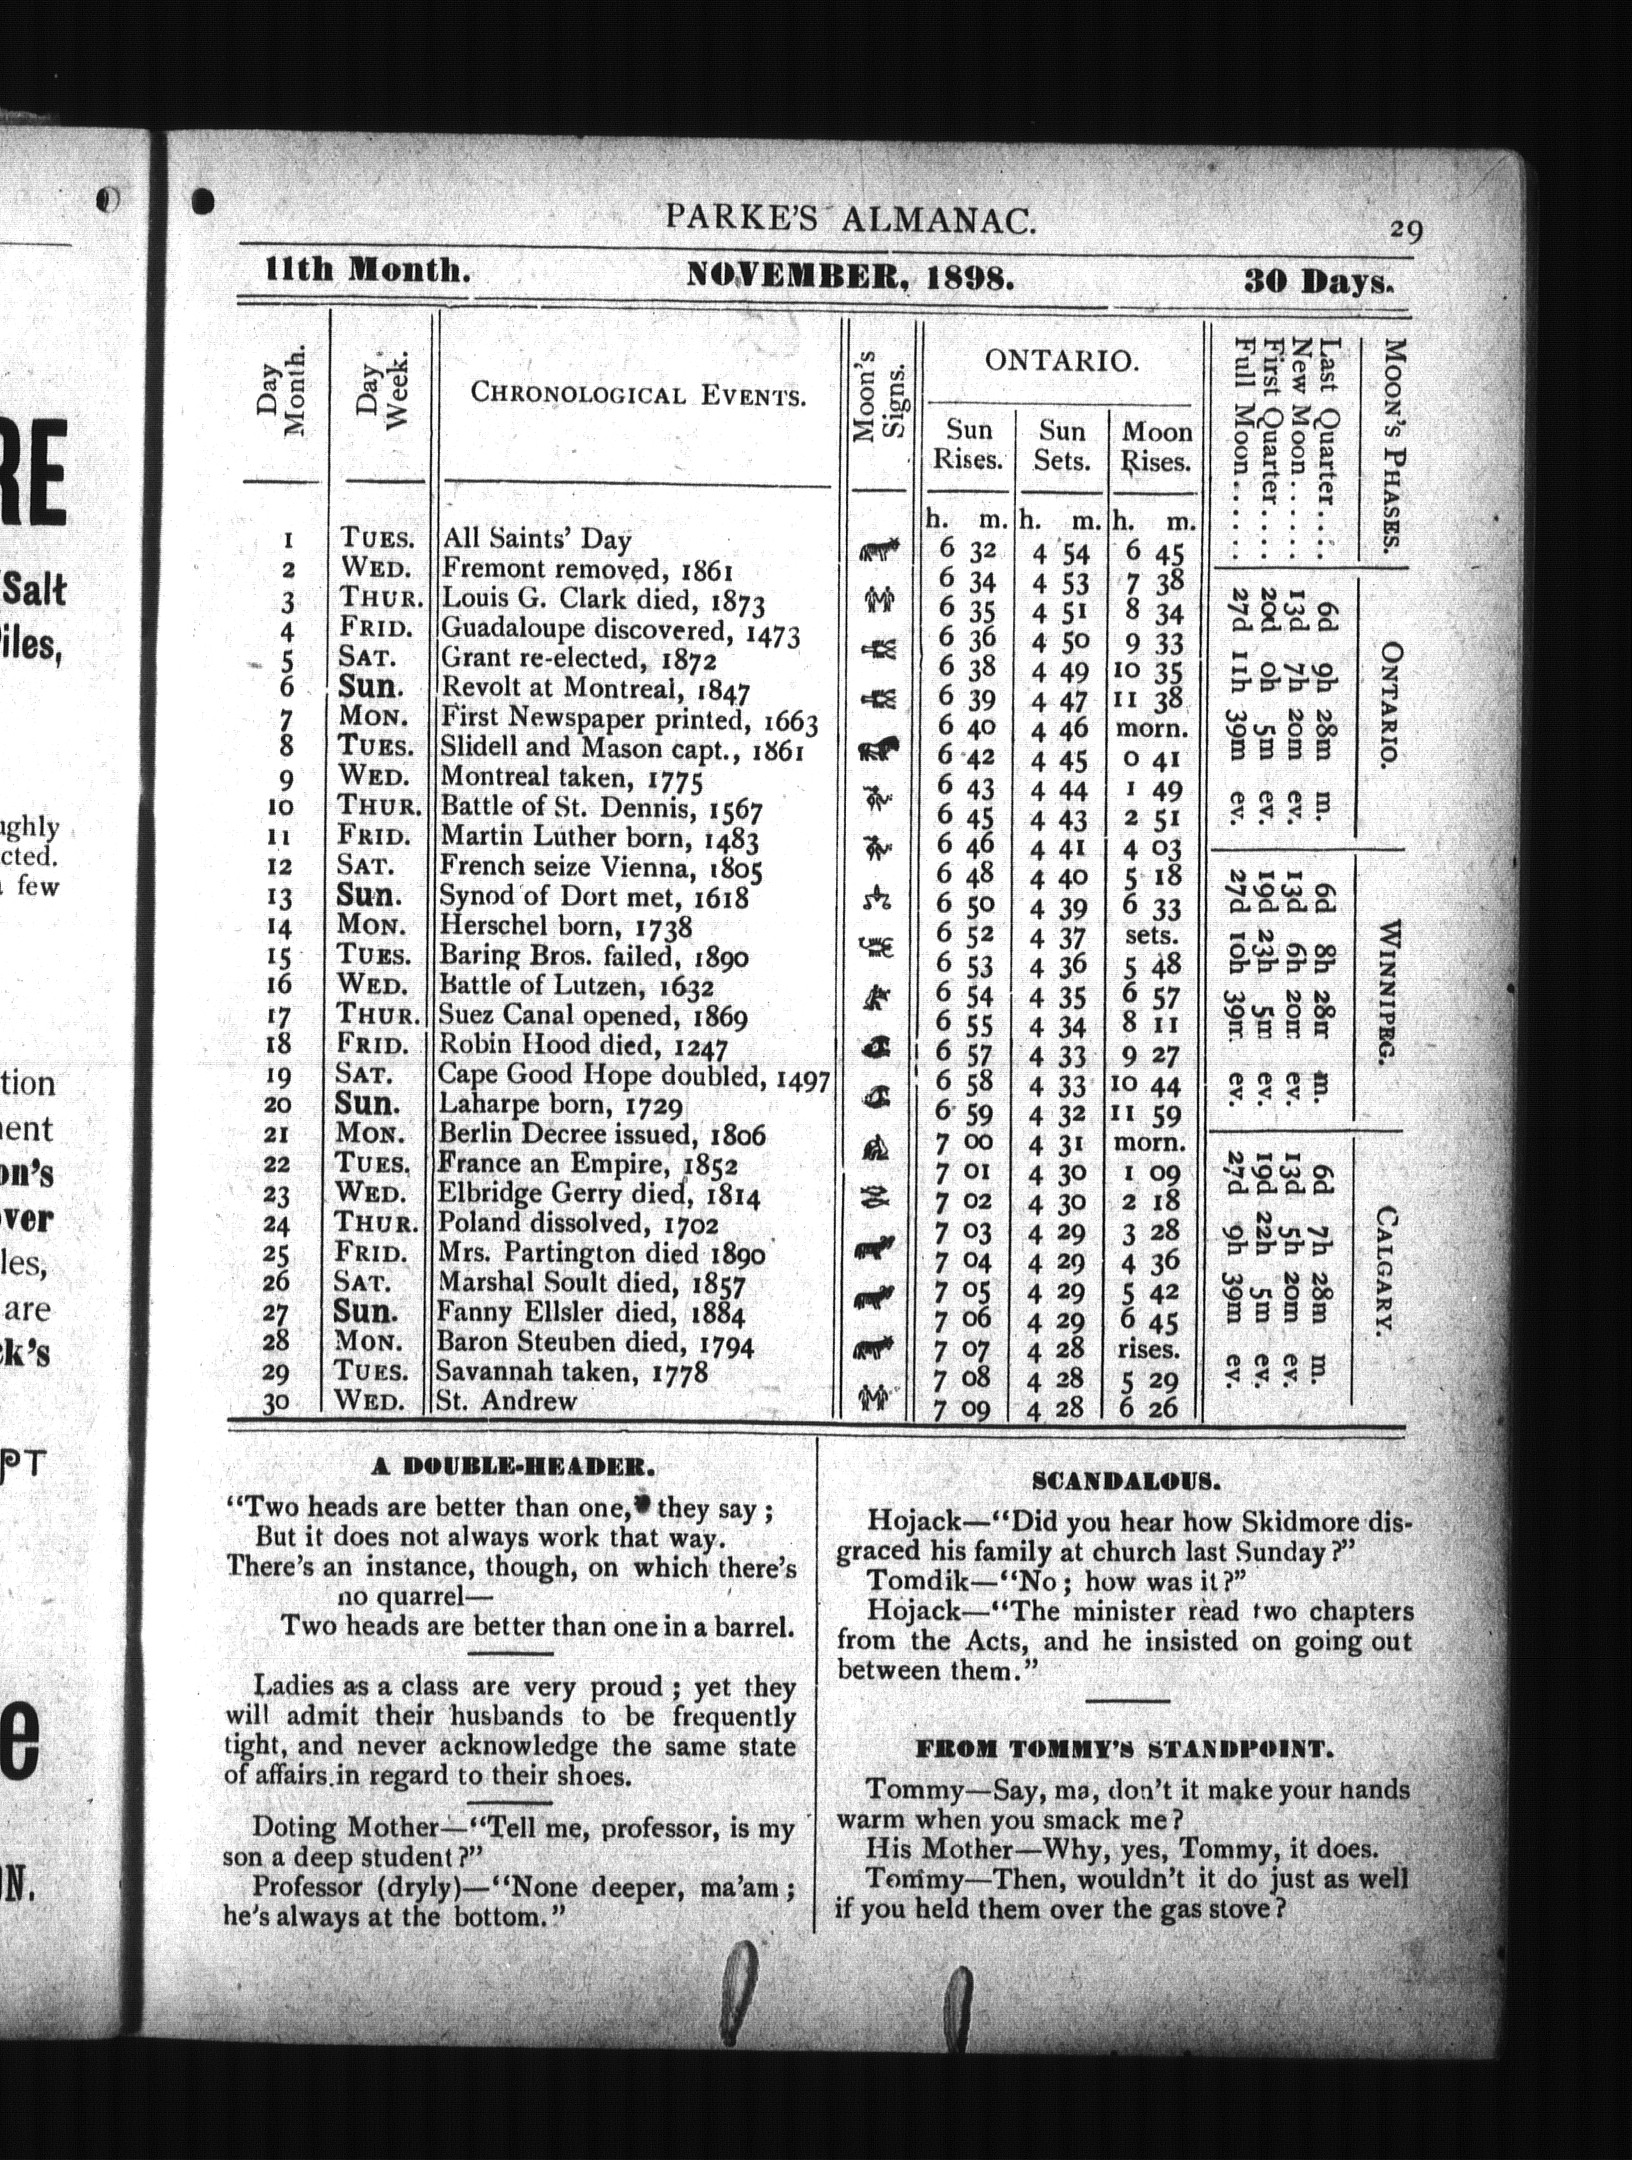 RE
Salt
iles,
ughly
cted.
few
tion
nent
on's
over
les,
are
ck's
PT
e
N.
PARKE'S ALMANAC.
29
11th Month. NOVEMBER, 1898. 30 Days.
Day Month.
Day Week.
CHRONOLOGICAL EVENTS.
Moon's Signs.
ONTARIO.
Sun Rises.
Sun Sets.
Moon Rises.
h. m. h. m. h. m.
1 TUES. All Saints' Day 6 32 4 54 6 45
2 WED. Fremont removed, 1861 6 34 4 53 7 38
3 THUR. Louis G. Clark died, 1873 6 35 4 51 8 34
4 FRID. Guadaloupe discovered, 1473 6 36 4 50 9 33
5 SAT. Grant re-elected, 1872 6 38 4 49 10 35
6 Sun. Revolt at Montreal, 1847 6 39 4 47 11 38
7 MON. First Newspaper printed, 1663 6 40 4 46 morn.
8 TUES. Slidell and Mason capt., 1861 6 42 4 45 0 41
9 WED. Montreal taken, 1775 6 43 4 44 1 49
10 THUR. Battle of St. Dennis, 1567 6 45 4 43 2 51
11 FRID. Martin Luther born, 1483 6 46 4 41 4 03
12 SAT. French seize Vienna, 1805 6 48 4 40 5 18
13 Sun. Synod of Dort met, 1618 6 50 4 39 6 33
14 MON. Herschel born, 1738 6 52 4 37 sets.
15 TUES. Baring Bros. failed, 1890 6 53 4 36 5 48
16 WED. Battle of Lutzen, 1632 6 54 4 35 6 57
17 THUR. Suez Canal opened, 1869 6 55 4 34 8 11
18 FRID. Robin Hood died, 1247 6 57 4 33 9 27
19 SAT. Cape Good Hope doubled, 1497 6 58 4 33 10 44
20 Sun. Laharpe born, 1729 6 59 4 32 11 59
21 MON. Berlin Decree issued, 1806 7 00 4 31 morn.
22 TUES. France an Empire, 1852 7 01 4 30 1 09
23 WED. Elbridge Gerry died, 1814 7 02 4 30 2 18
24 THUR. Poland dissolved, 1702 7 03 4 29 3 28
25 FRID. Mrs. Partington died 1890 7 04 4 29 4 36
26 SAT. Marshal Soult died, 1857 7 05 4 29 5 42
27 Sun. Fanny Ellsler died, 1884 7 06 4 29 6 45
28 MON. Baron Steuben died, 1794 7 07 4 28 rises.
29 TUES. Savannah taken, 1778 7 08 4 28 5 29
30 WED. St. Andrew 7 09 4 28 6 26
MOON'S PHASES. ONTARIO. WINNIPEG. CALGARY.
Last Quarter.... 6d 9h 28m m. 6d 8h 28m m. 6d 7h 28m m.
New Moon...... 13d 7h 20m ev. 13d 6h 20m ev. 13d 5h 20m ev.
First Quarter.... 20d 0h 5m ev. 19d 23h 5m ev. 19d 22h 5m ev.
Full Moon...... 27d 11h 39m ev. 27d 10h 39m ev. 27d 9h 39m ev.
A DOUBLE-HEADER.
"Two heads are better than one, they say;
But it does not always work that way.
There's an instance, though, on which there's
no quarrel—
Two heads are better than one in a barrel.
Ladies as a class are very proud; yet they
will admit their husbands to be frequently
tight, and never acknowledge the same state
of affairs in regard to their shoes.
Doting Mother—"Tell me, professor, is my
son a deep student?"
Professor (dryly)—"None deeper, ma'am;
he's always at the bottom."
SCANDALOUS.
Hojack—"Did you hear how Skidmore dis-
graced his family at church last Sunday?"
Tomdik—"No; how was it?"
Hojack—"The minister read two chapters
from the Acts, and he insisted on going out
between them."
FROM TOMMY'S STANDPOINT.
Tommy—Say, ma, don't it make your hands
warm when you smack me?
His Mother—Why, yes, Tommy, it does.
Tommy—Then, wouldn't it do just as well
if you held them over the gas stove?